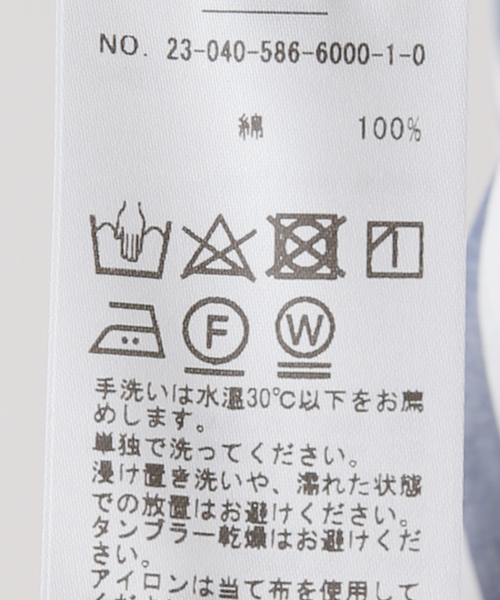 NO. 23-040-586-6000-1-0
綿 100%
F W
手洗いは水温30℃以下をお薦
めします。
単独で洗ってください。
浸け置き洗いや、濡れた状態
での放置はお避けください。
タンブラー乾燥はお避けくだ
さい。
アイロンは当て布を使用して